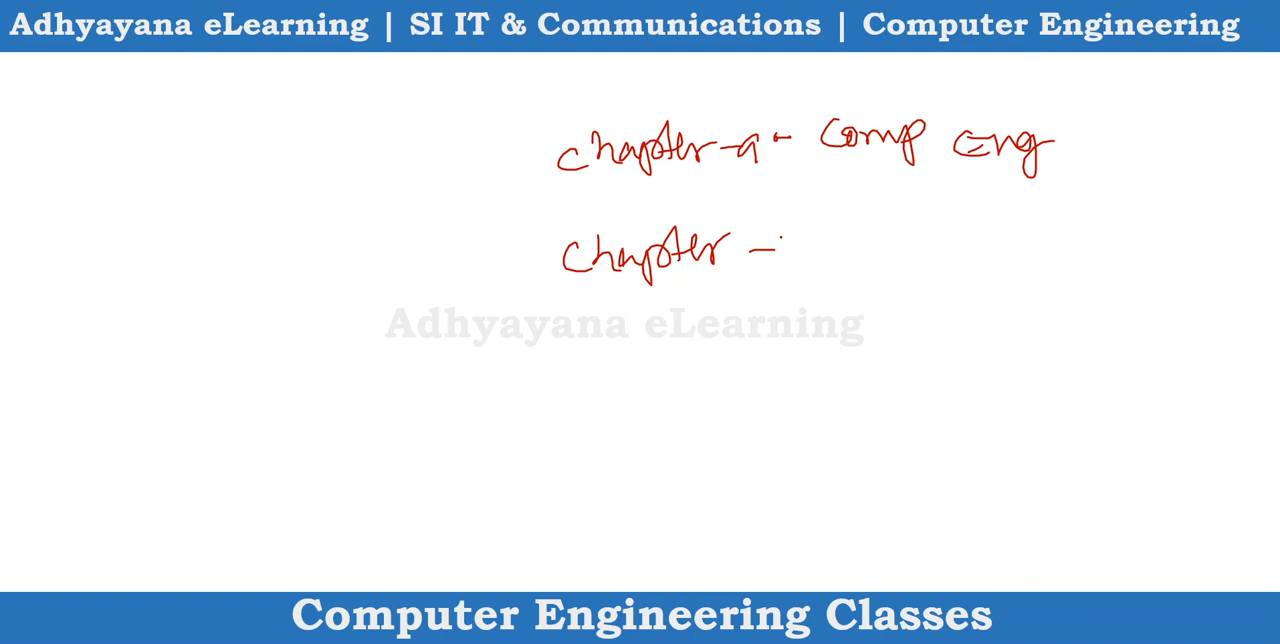 Adhyayana eLearning | SI IT & Communications | Computer Engineering
Chapter-9- Comp Eng
Chapter -
Adhyayana eLearning
Computer Engineering Classes